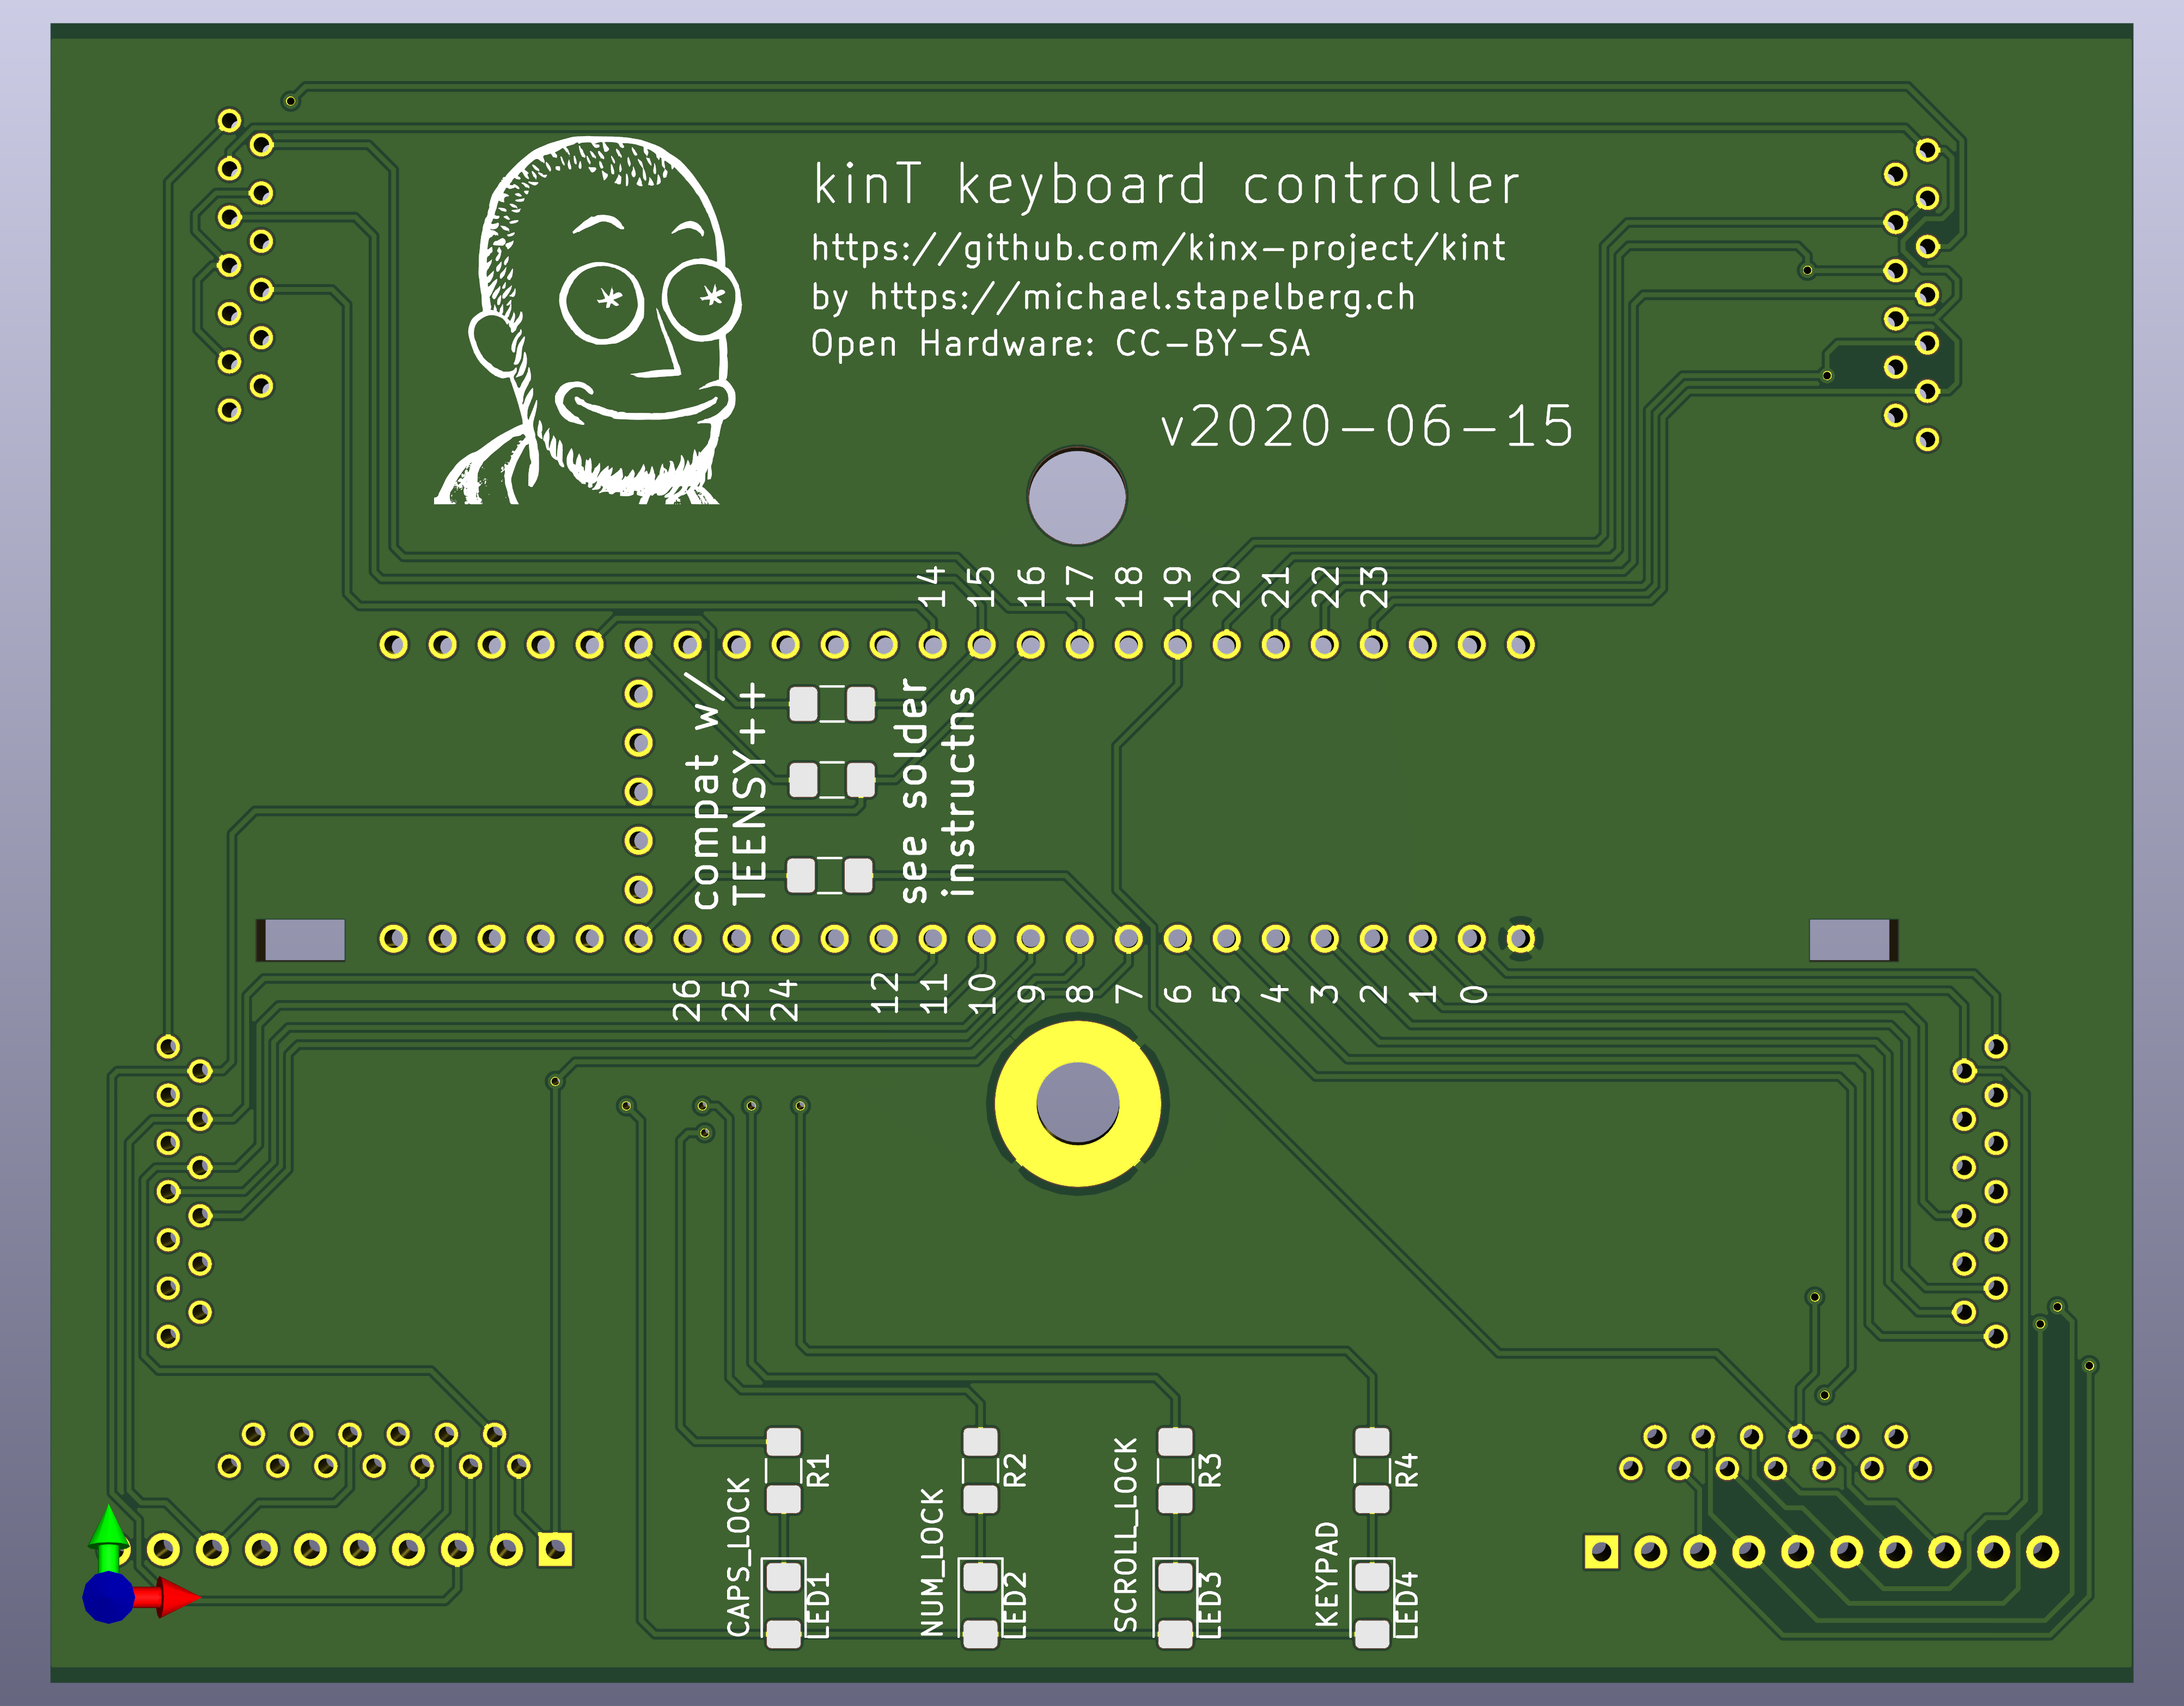 kinT keyboard controller
https://github.com/kinx-project/kint
by https://michael.stapelberg.ch
Open Hardware: CC-BY-SA
v2020-06-15
14 15 16 17 18 19 20 21 22 23
compat w/
TEENSY++
see solder
instructns
26 25 24 12 11 10 9 8 7 6 5 4 3 2 1 0
R1
R2
R3
R4
CAPS_LOCK
LED1
NUM_LOCK
LED2
SCROLL_LOCK
LED3
KEYPAD
LED4